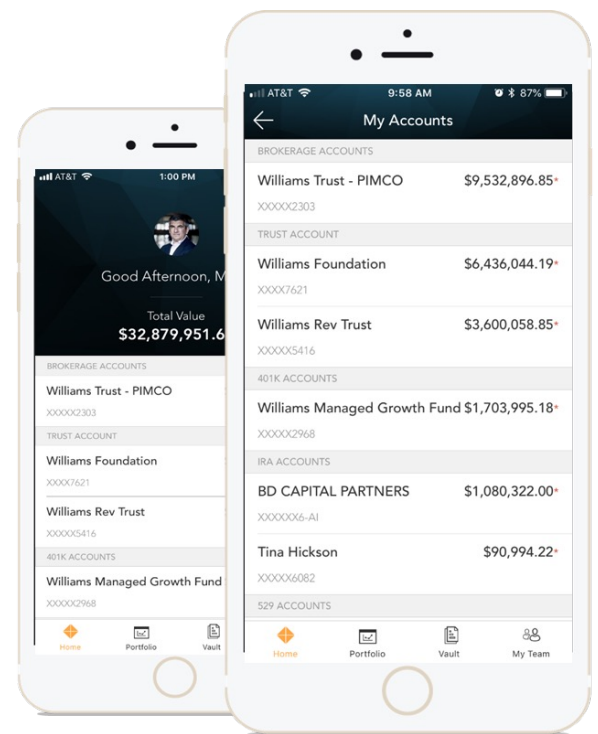 AT&T 1:00 PM
Good Afternoon, M
Total Value
$32,879,951.6
BROKERAGE ACCOUNTS
Williams Trust - PIMCO
XXXXX2303
TRUST ACCOUNT
Williams Foundation
XXXX7621
Williams Rev Trust
XXXXX5416
401K ACCOUNTS
Williams Managed Growth Fund
XXXXX2968
Home Portfolio Vault
AT&T 9:58 AM 87%
My Accounts
BROKERAGE ACCOUNTS
Williams Trust - PIMCO $9,532,896.85*
XXXXX2303
TRUST ACCOUNT
Williams Foundation $6,436,044.19*
XXXX7621
Williams Rev Trust $3,600,058.85*
XXXXX5416
401K ACCOUNTS
Williams Managed Growth Fund $1,703,995.18*
XXXXX2968
IRA ACCOUNTS
BD CAPITAL PARTNERS $1,080,322.00*
XXXXXX6-AI
Tina Hickson $90,994.22*
XXXXX6082
529 ACCOUNTS
Home Portfolio Vault My Team